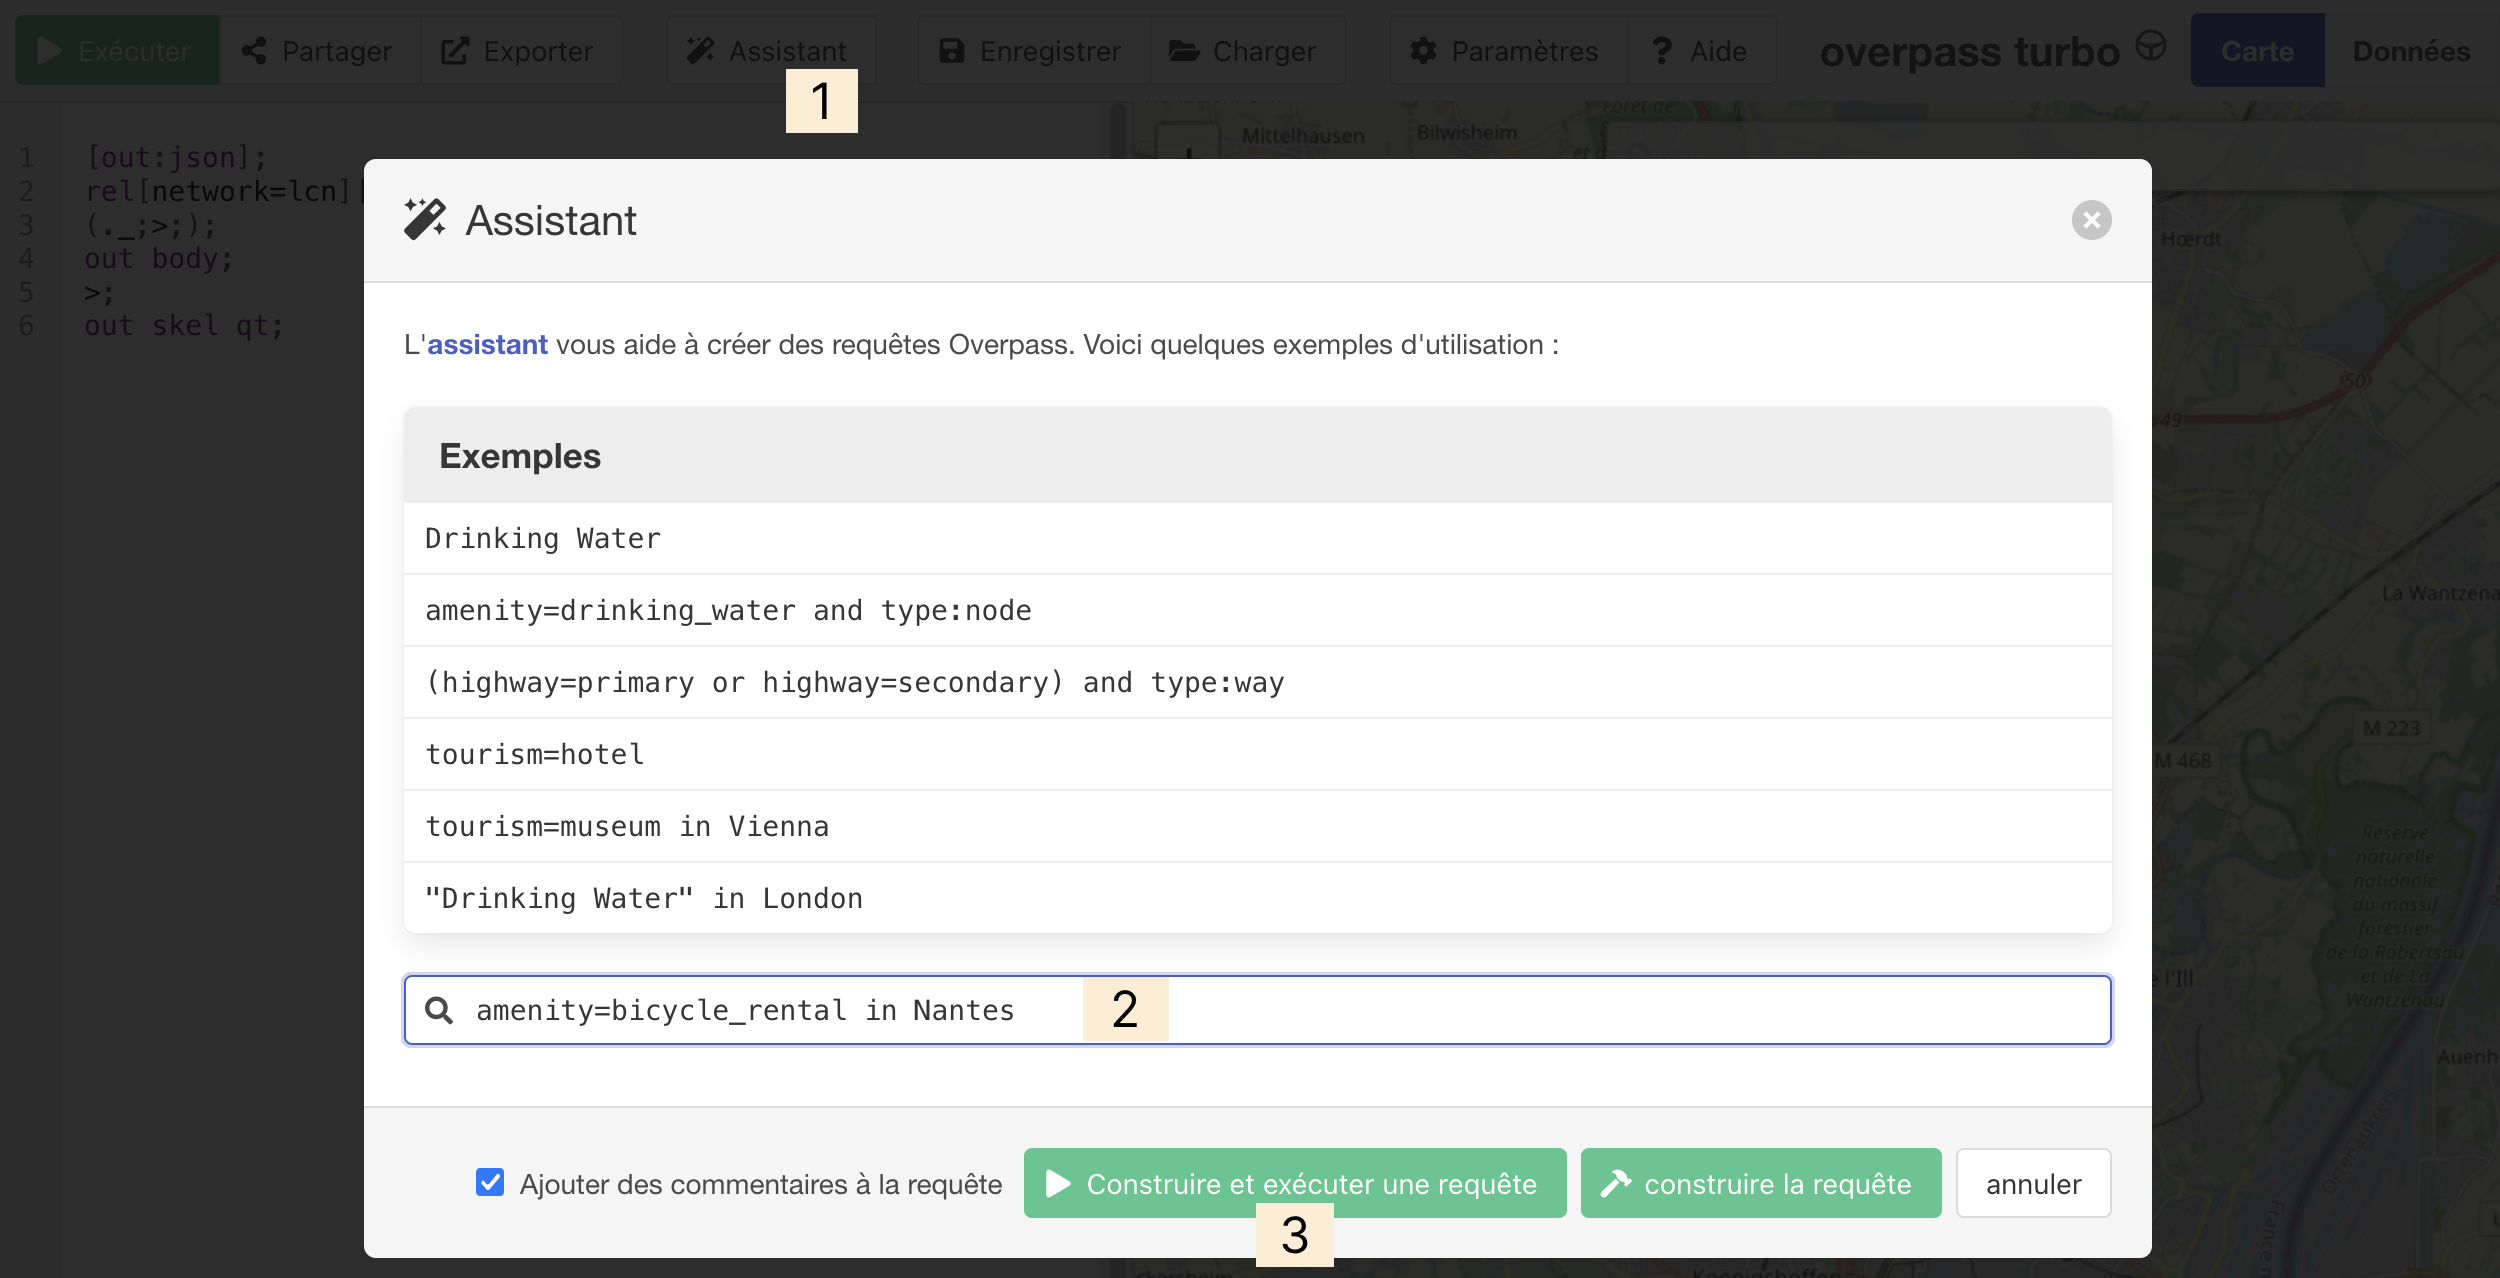 Exécuter Partager Exporter Assistant Enregistrer Charger Paramètres Aide overpass turbo Carte Données
1
1 [out:json];
2 rel[network=lcn]
3 (._;>;);
4 out body;
5 >;
6 out skel qt;
Mittelhausen
Bilwisheim
Forêt de
Hœrdt
Assistant
L'assistant vous aide à créer des requêtes Overpass. Voici quelques exemples d'utilisation :
Exemples
Drinking Water
amenity=drinking_water and type:node
(highway=primary or highway=secondary) and type:way
tourism=hotel
tourism=museum in Vienna
"Drinking Water" in London
amenity=bicycle_rental in Nantes
2
Ajouter des commentaires à la requête
Construire et exécuter une requête
construire la requête
annuler
3
La Wantzena
M 223
M 468
Réserve
naturelle
nationale
du massif
forestier
de la Robertsau
et de La
Wantzenau
l'Ill
Auenh
Ortenaukreis